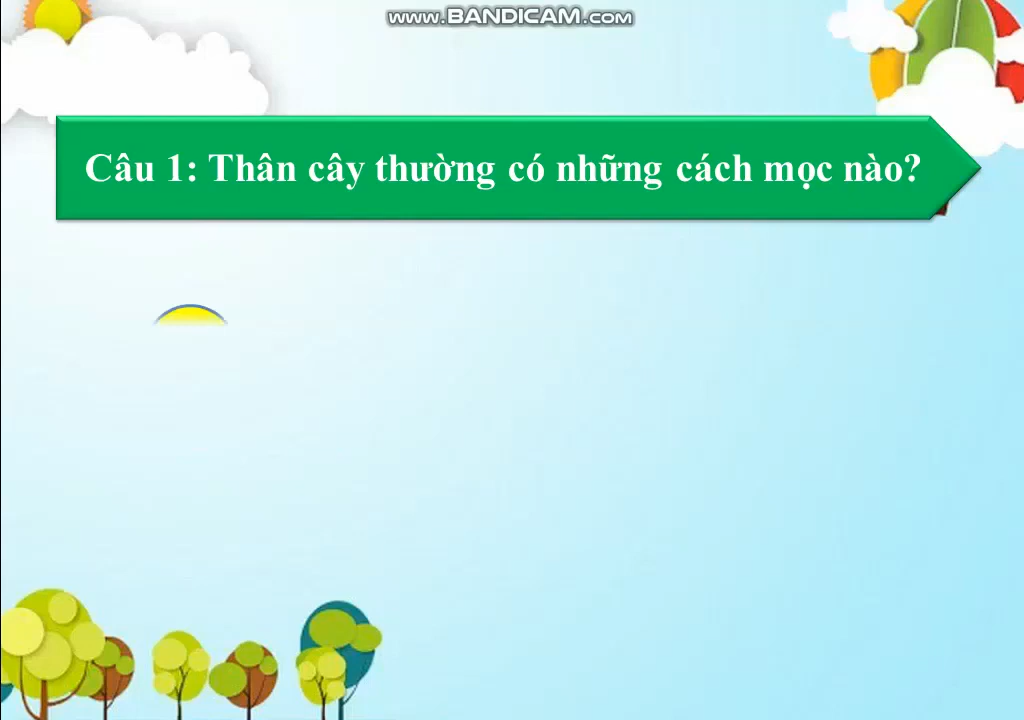 www.BANDICAM.com
Câu 1: Thân cây thường có những cách mọc nào?